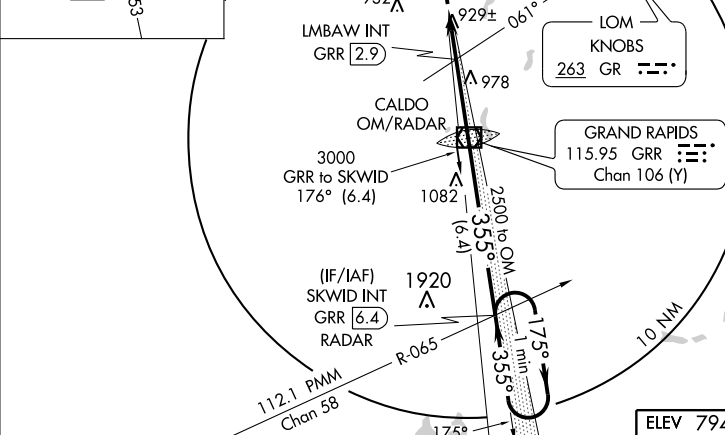 53
929±
061°
LOM
KNOBS
263 GR
LMBAW INT
GRR 2.9
978
CALDO
OM/RADAR
GRAND RAPIDS
115.95 GRR
Chan 106 (Y)
3000
GRR to SKWID
176° (6.4)
1082
(6.4)
2500 to OM
355°
(IF/IAF)
SKWID INT
GRR 6.4
RADAR
1920
R-065
112.1 PMM
Chan 58
355°
1 min
175°
10 NM
175°
ELEV 794